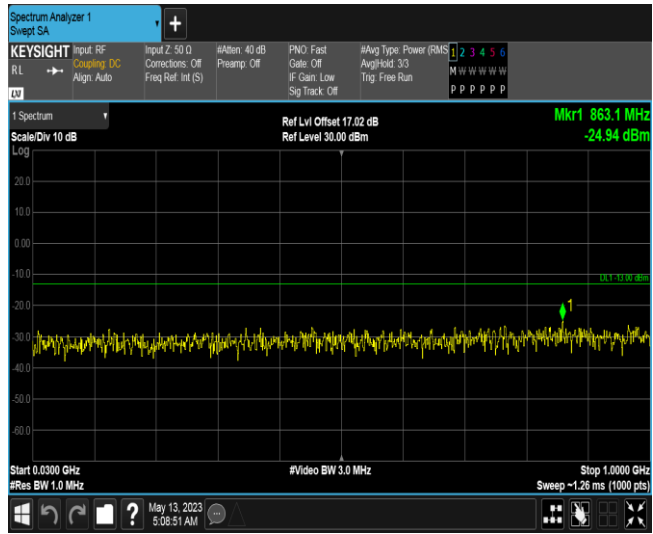 Spectrum Analyzer 1
Swept SA
+
KEYSIGHT
RL
LXI
Input: RF
Coupling: DC
Align: Auto
Input Z: 50 Ω
Corrections: Off
Freq Ref: Int (S)
#Atten: 40 dB
Preamp: Off
PNO: Fast
Gate: Off
IF Gain: Low
Sig Track: Off
#Avg Type: Power (RMS
Avg|Hold: 3/3
Trig: Free Run
1 2 3 4 5 6
M W W W W W
P P P P P P
1 Spectrum
Scale/Div 10 dB
Ref Lvl Offset 17.02 dB
Ref Level 30.00 dBm
Mkr1 863.1 MHz
-24.94 dBm
Log
20.0
10.0
0.00
-10.0
DL1 -13.00 dBm
-20.0
1
-30.0
-40.0
-50.0
-60.0
Start 0.0300 GHz
#Res BW 1.0 MHz
#Video BW 3.0 MHz
Stop 1.0000 GHz
Sweep ~1.26 ms (1000 pts)
?
May 13, 2023
5:08:51 AM